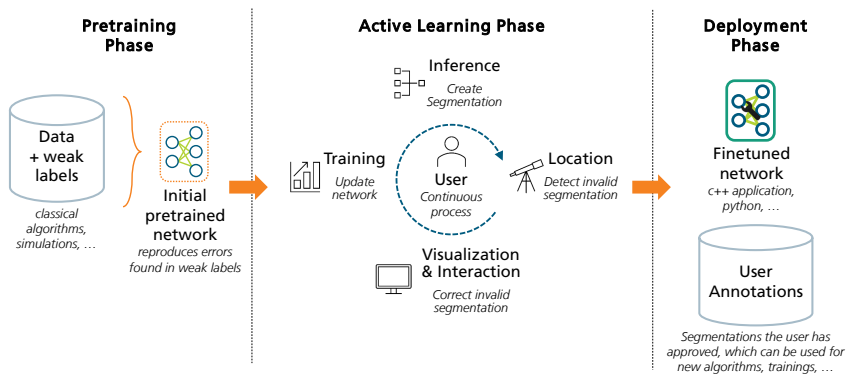 Pretraining
Phase
Data
+ weak
labels
classical
algorithms,
simulations, …
Initial
pretrained
network
reproduces errors
found in weak labels
Active Learning Phase
Inference
Create
Segmentation
Training
Update
network
User
Continuous
process
Location
Detect invalid
segmentation
Visualization
& Interaction
Correct invalid
segmentation
Deployment
Phase
Finetuned
network
c++ application,
python, …
User
Annotations
Segmentations the user has
approved, which can be used for
new algorithms, trainings, …